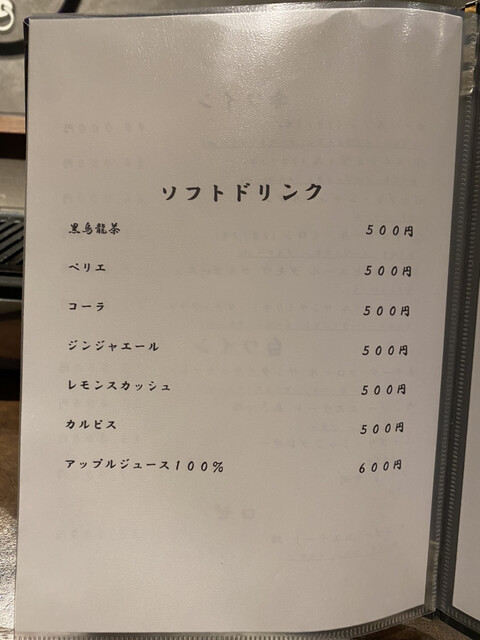 ソフトドリンク
黒烏龍茶 500円
ペリエ 500円
コーラ 500円
ジンジャエール 500円
レモンスカッシュ 500円
カルピス 500円
アップルジュース100% 600円